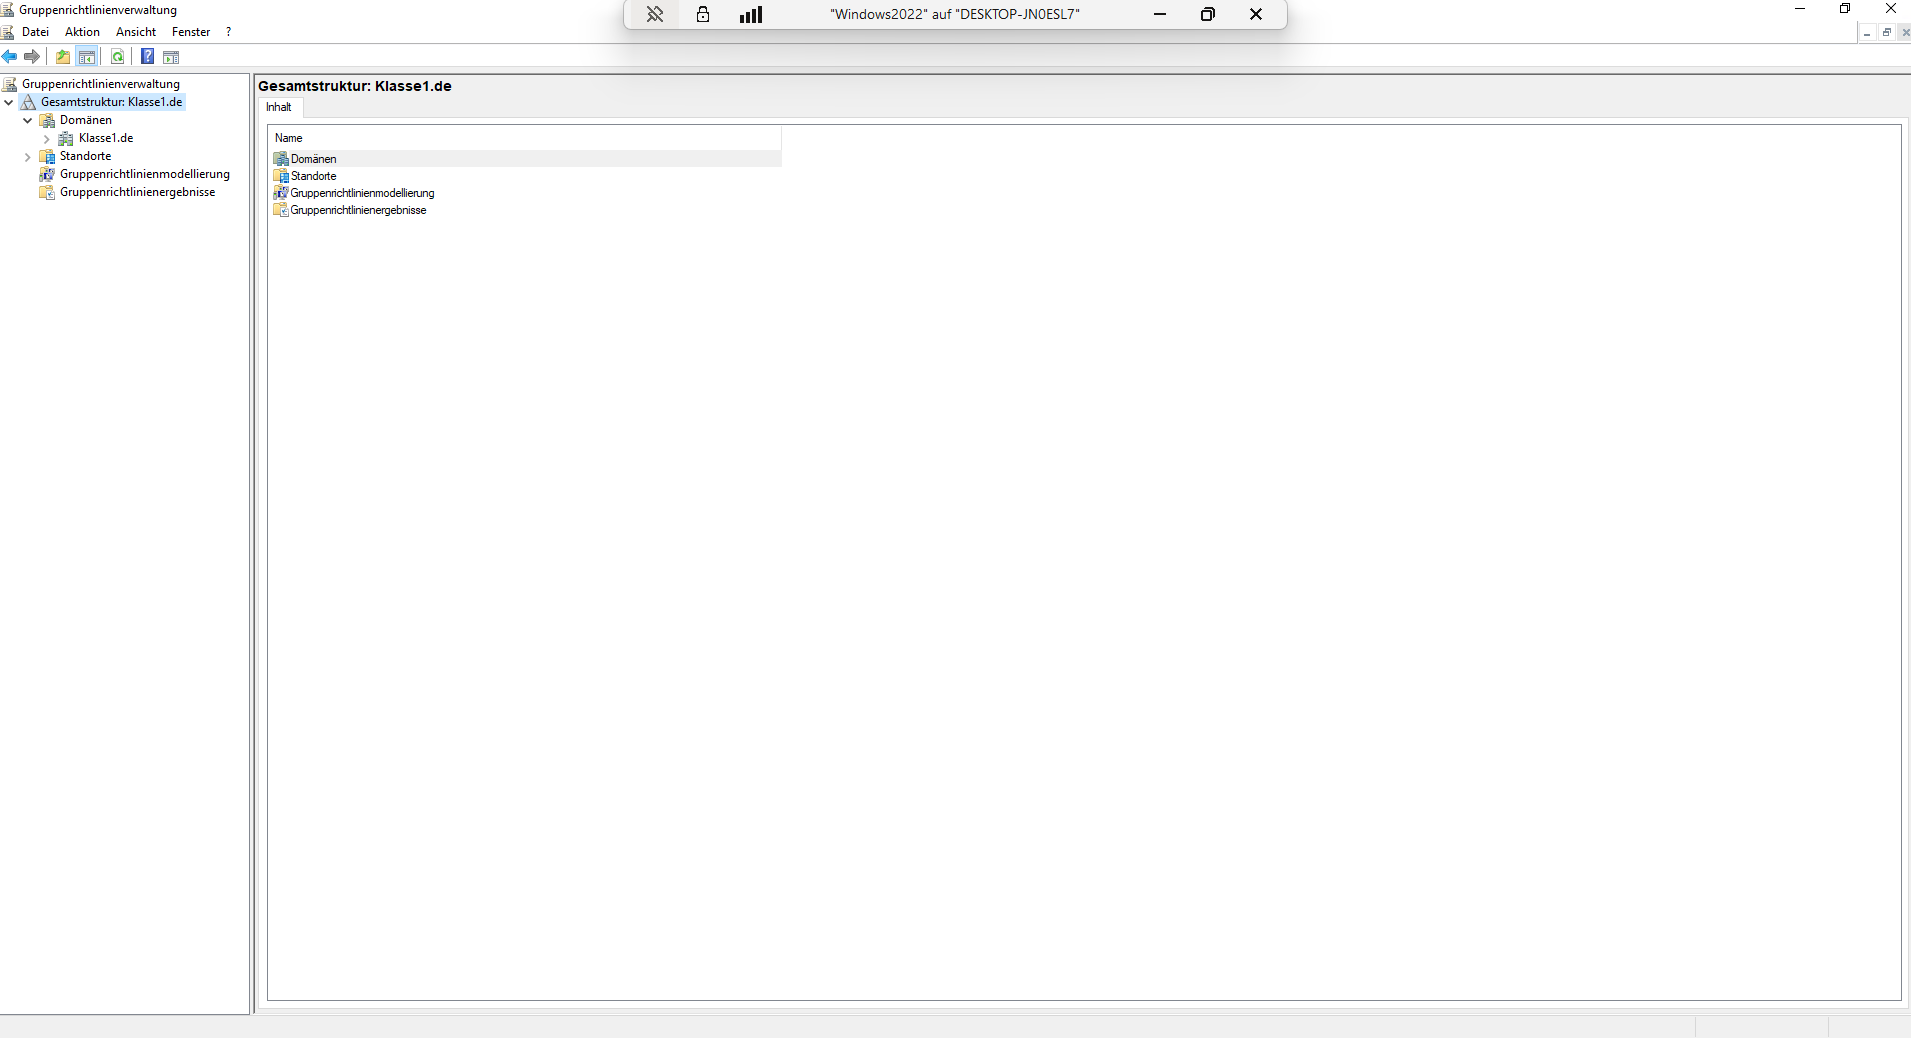 Gruppenrichtlinienverwaltung
"Windows2022" auf "DESKTOP-JN0ESL7"
Datei Aktion Ansicht Fenster ?
Gruppenrichtlinienverwaltung
Gesamtstruktur: Klasse1.de
Domänen
Klasse1.de
Standorte
Gruppenrichtlinienmodellierung
Gruppenrichtlinienergebnisse
Gesamtstruktur: Klasse1.de
Inhalt
Name
Domänen
Standorte
Gruppenrichtlinienmodellierung
Gruppenrichtlinienergebnisse